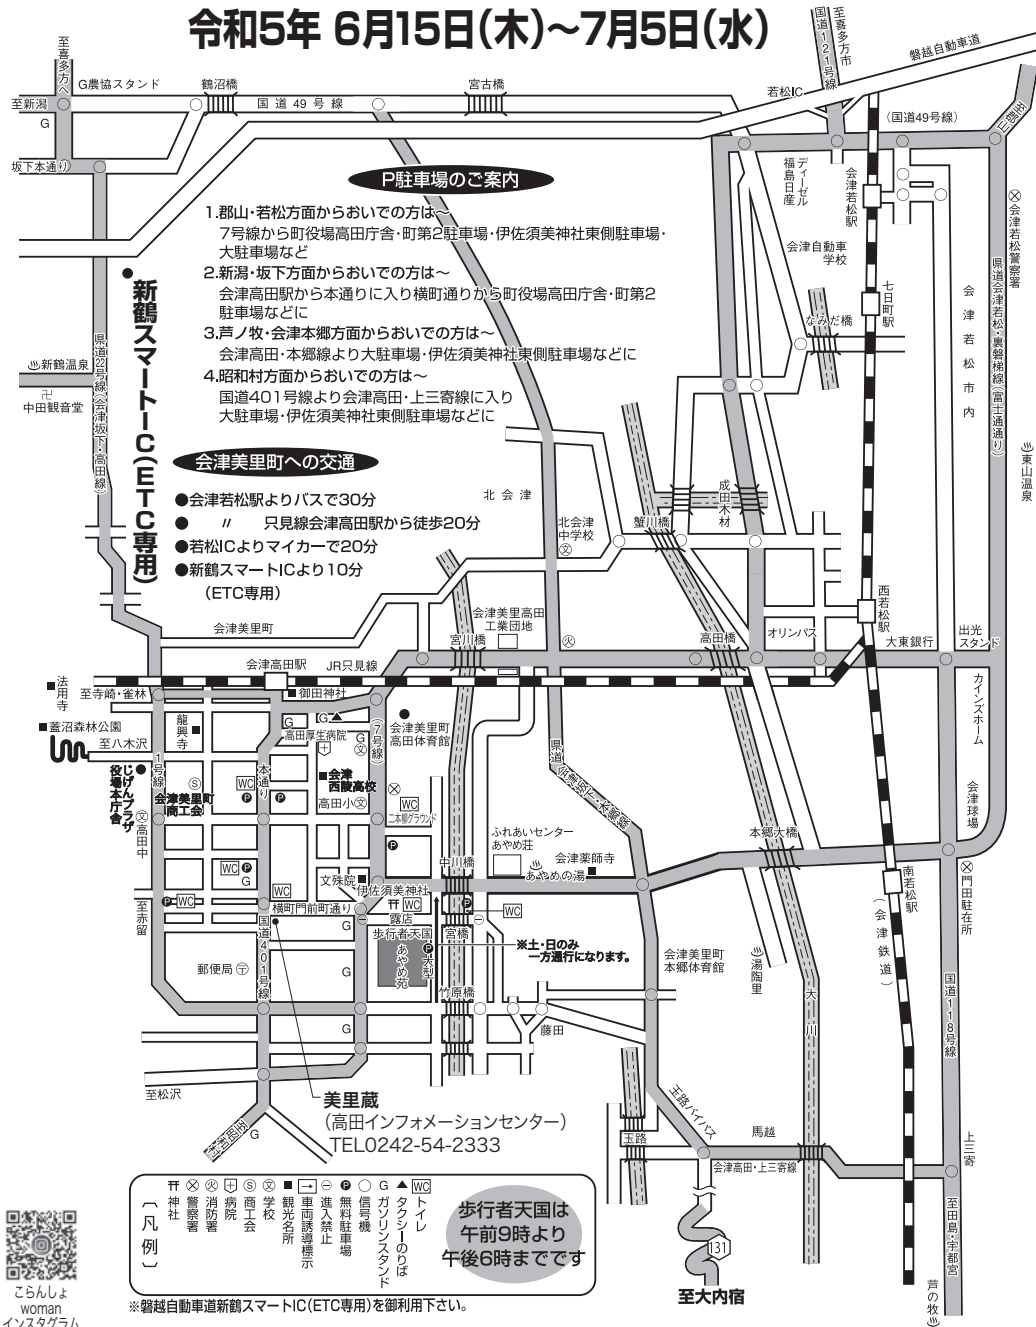 令和5年 6月15日(木)～7月5日(水)
至喜多方へ
G農協スタンド
鶴沼橋
宮古橋
国道121号線
至喜多方市
磐越自動車道
至新潟
G
国道49号線
若松IC
(国道49号線)
至郡山
坂下本通り
ディーゼル
福島日産
会津若松駅
会津若松警察署
P駐車場のご案内
1.郡山・若松方面からおいでの方は～
7号線から町役場高田庁舎・町第2駐車場・伊佐須美神社東側駐車場・
大駐車場など
2.新潟・坂下方面からおいでの方は～
会津高田駅から本通りに入り横町通りから町役場高田庁舎・町第2
駐車場などに
3.芦ノ牧・会津本郷方面からおいでの方は～
会津高田・本郷線より大駐車場・伊佐須美神社東側駐車場などに
4.昭和村方面からおいでの方は～
国道401号線より会津高田・上三寄線に入り
大駐車場・伊佐須美神社東側駐車場などに
会津自動車
学校
七日町駅
なみだ橋
会津若松市内
県道会津若松・裏磐梯線(富士通通り)
東山温泉
新鶴スマートIC(ETC専用)
県道22号線(会津坂下・高田線)
新鶴温泉
卍
中田観音堂
会津美里町への交通
●会津若松駅よりバスで30分
● 〃 只見線会津高田駅から徒歩20分
●若松ICよりマイカーで20分
●新鶴スマートICより10分
(ETC専用)
北会津
北会津
中学校
文
蟹川橋
成田木材
会津美里町
会津美里高田
工業団地
火
宮川橋
高田橋
オリンパス
西若松駅
大東銀行
出光
スタンド
法用寺
至寺崎・雀林
会津高田駅
JR只見線
御田神社
カインズホーム
蓋沼森林公園
至八木沢
龍興寺
G
G
高田厚生病院
G
文
(7号線)
会津美里町
高田体育館
県道
会津坂下・本郷線
じげんプラザ
役場本庁舎
1号線
本通り
S
会津美里町
商工会
WC
P
P
会津
西陵高校
高田小文
WC
二本柳グラウンド
P
文
高田中
WC
P
G
WC
文殊院
ふれあいセンター
あやめ荘
会津薬師寺
あやめの湯
中川橋
本郷大橋
会津球場
門田駐在所
南若松駅
(会津鉄道)
至赤留
P
WC
横町門前町通り
伊佐須美神社
WC
露店
歩行者天国
あやめ苑
P
大型
P
WC
宮橋
※土・日のみ
一方通行になります。
G
G
G
郵便局
国道401号線
竹原橋
藤田
会津美里町
本郷体育館
湯陶里
大川
国道118号線
至松沢
至昭和村
G
美里蔵
(高田インフォメーションセンター)
TEL0242-54-2333
玉路
玉路バイパス
馬越
会津高田・上三寄線
上三寄
至田島・宇都宮
芦の牧
131
至大内宿
〔凡例〕
神社
警察署
消防署
病院
商工会
学校
観光名所
車両誘導標示
進入禁止
無料駐車場
信号機
G ガソリンスタンド
タクシーのりば
WC トイレ
歩行者天国は
午前9時より
午後6時までです
※磐越自動車道新鶴スマートIC(ETC専用)を御利用下さい。
こらんしょ
woman
インスタグラム